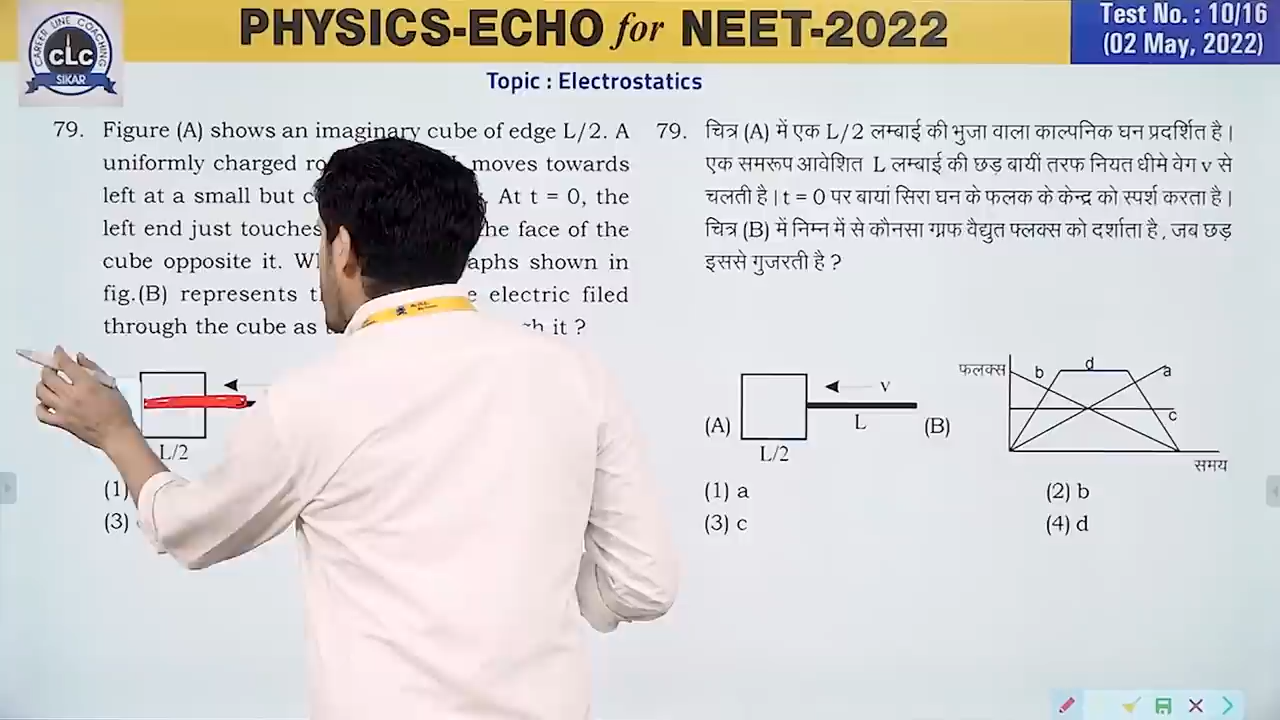 CAREER LINE COACHING
CLC
SIKAR
PHYSICS-ECHO for NEET-2022
Test No. : 10/16
(02 May, 2022)
Topic : Electrostatics
79. Figure (A) shows an imaginary cube of edge L/2. A
uniformly charged moves towards
left at a small but At t = 0, the
left end just touches he face of the
cube opposite it. aphs shown in
fig.(B) represents electric filed
through the cube as it ?
L/2
(1)
(3)
79. चित्र (A) में एक L/2 लम्बाई की भुजा वाला काल्पनिक घन प्रदर्शित है।
एक समरूप आवेशित L लम्बाई की छड़ बायीं तरफ नियत धीमे वेग v से
चलती है। t = 0 पर बायां सिरा घन के फलक के केन्द्र को स्पर्श करता है।
चित्र (B) में निम्न में से कौनसा ग्राफ वैद्युत फ्लक्स को दर्शाता है, जब छड़
इससे गुजरती है ?
(A) v L L/2
(B) फ्लक्स b d a c समय
(1) a (2) b
(3) c (4) d